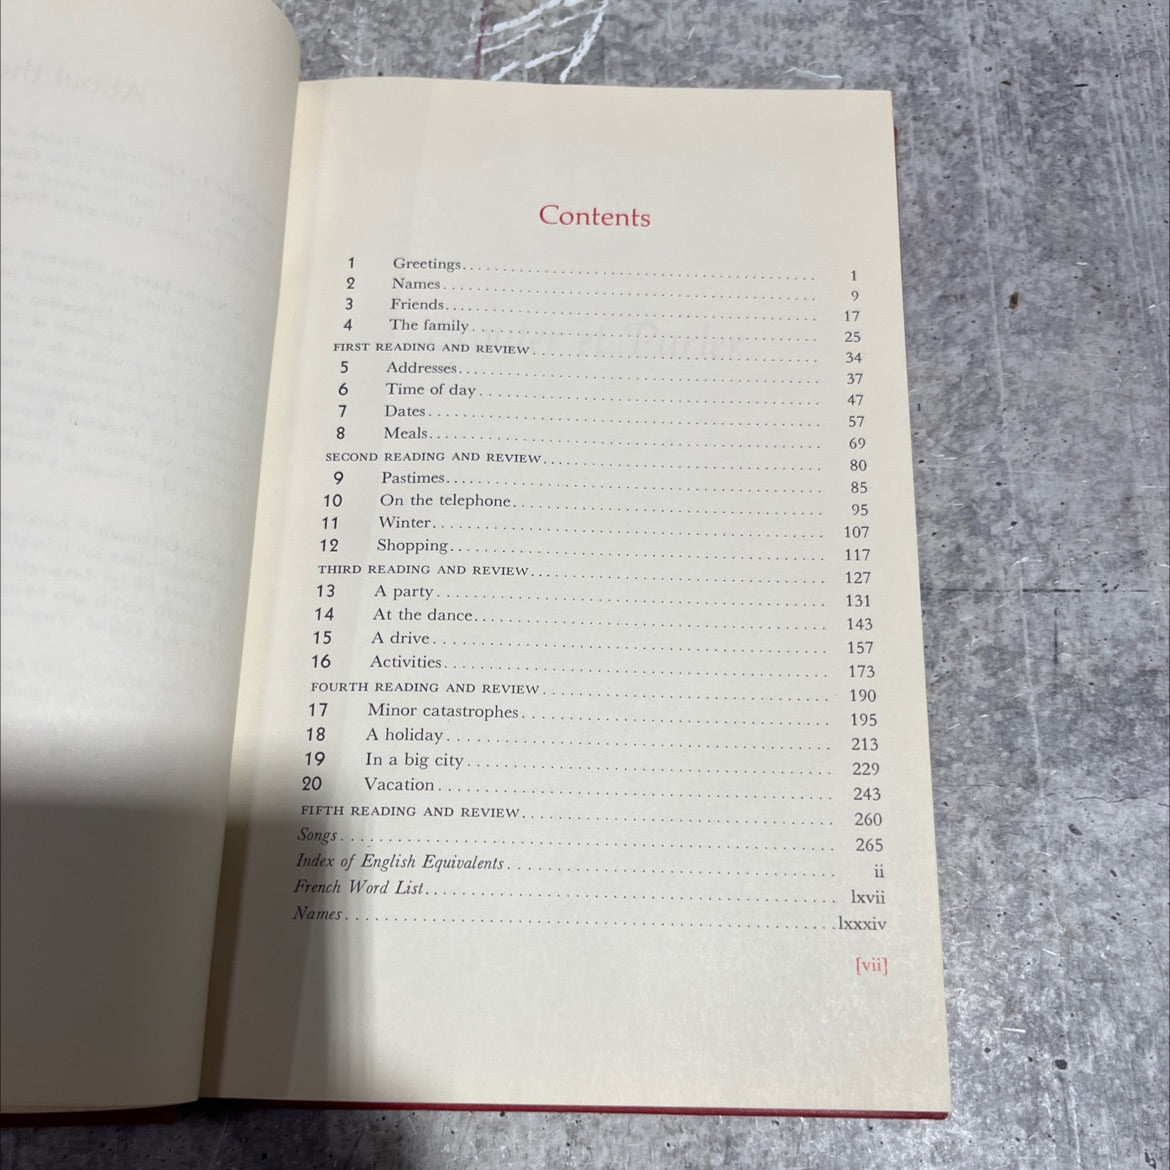 Contents
1 Greetings 1
2 Names 9
3 Friends 17
4 The family 25
FIRST READING AND REVIEW 34
5 Addresses 37
6 Time of day 47
7 Dates 57
8 Meals 69
SECOND READING AND REVIEW 80
9 Pastimes 85
10 On the telephone 95
11 Winter 107
12 Shopping 117
THIRD READING AND REVIEW 127
13 A party 131
14 At the dance 143
15 A drive 157
16 Activities 173
FOURTH READING AND REVIEW 190
17 Minor catastrophes 195
18 A holiday 213
19 In a big city 229
20 Vacation 243
FIFTH READING AND REVIEW 260
Songs 265
Index of English Equivalents ii
French Word List lxvii
Names lxxxiv
[vii]